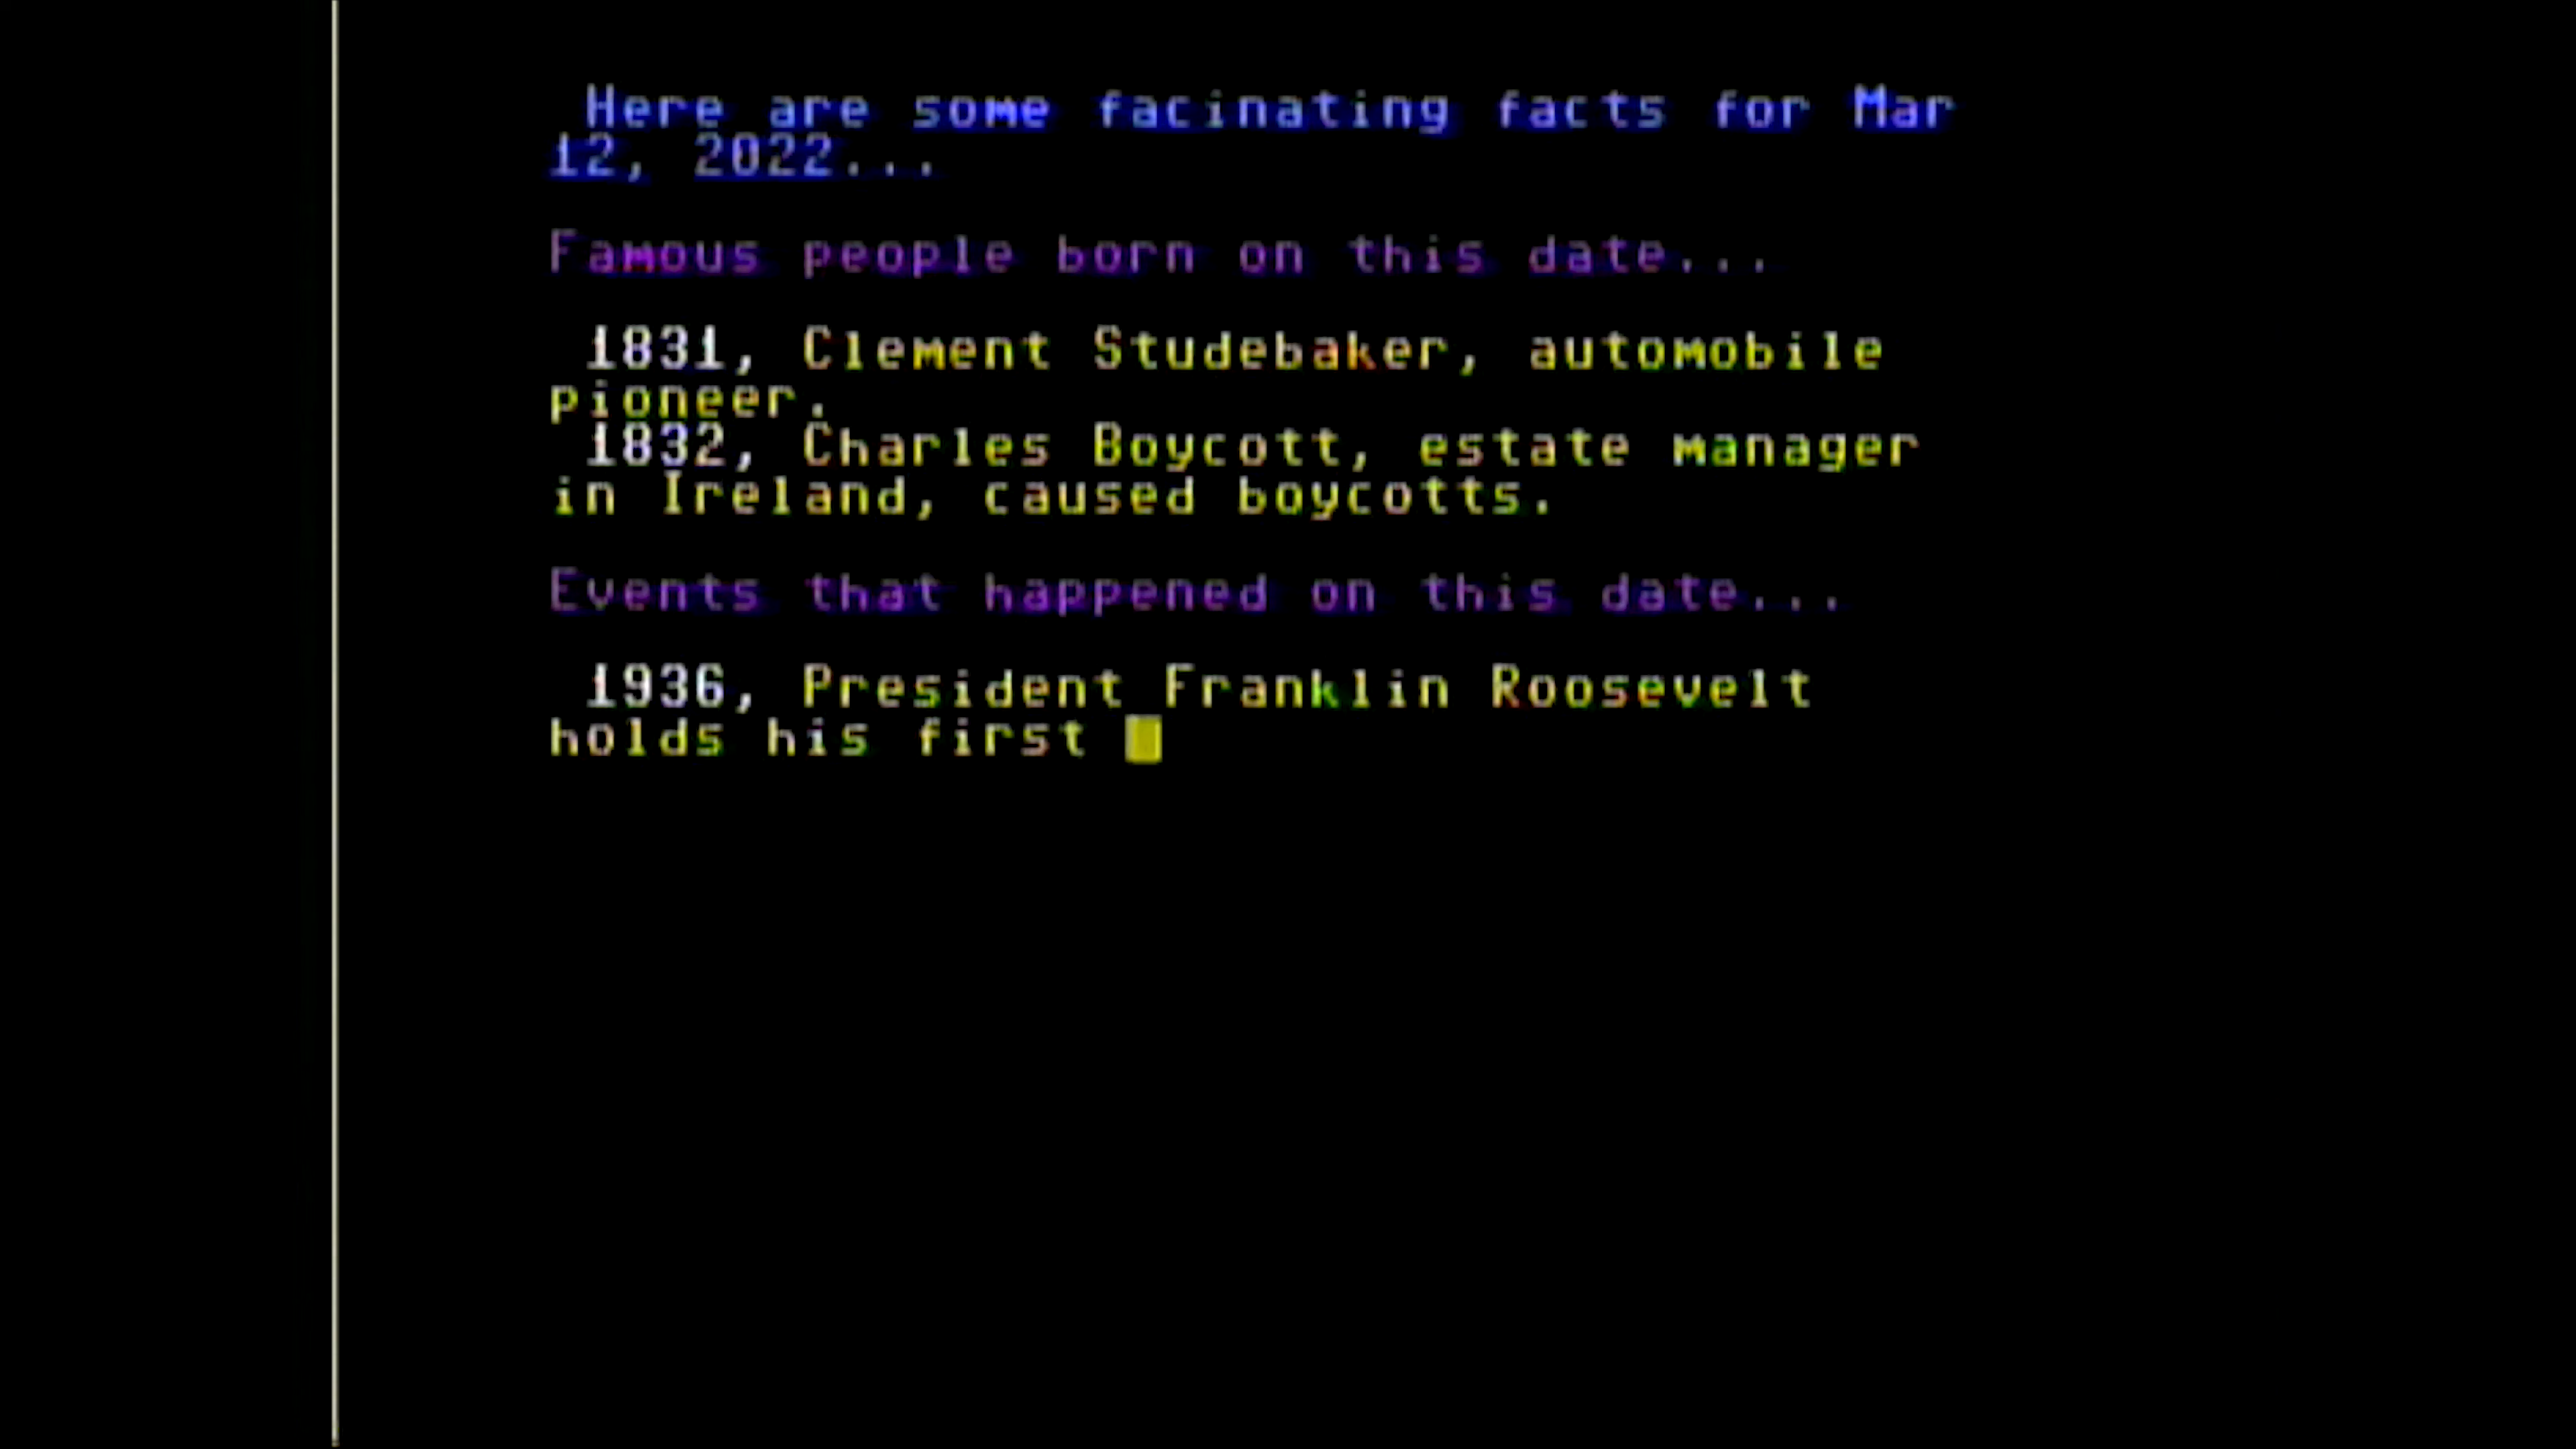 Here are some facinating facts for Mar
12, 2022...
Famous people born on this date...
1831, Clement Studebaker, automobile
pioneer.
1832, Charles Boycott, estate manager
in Ireland, caused boycotts.
Events that happened on this date...
1936, President Franklin Roosevelt
holds his first